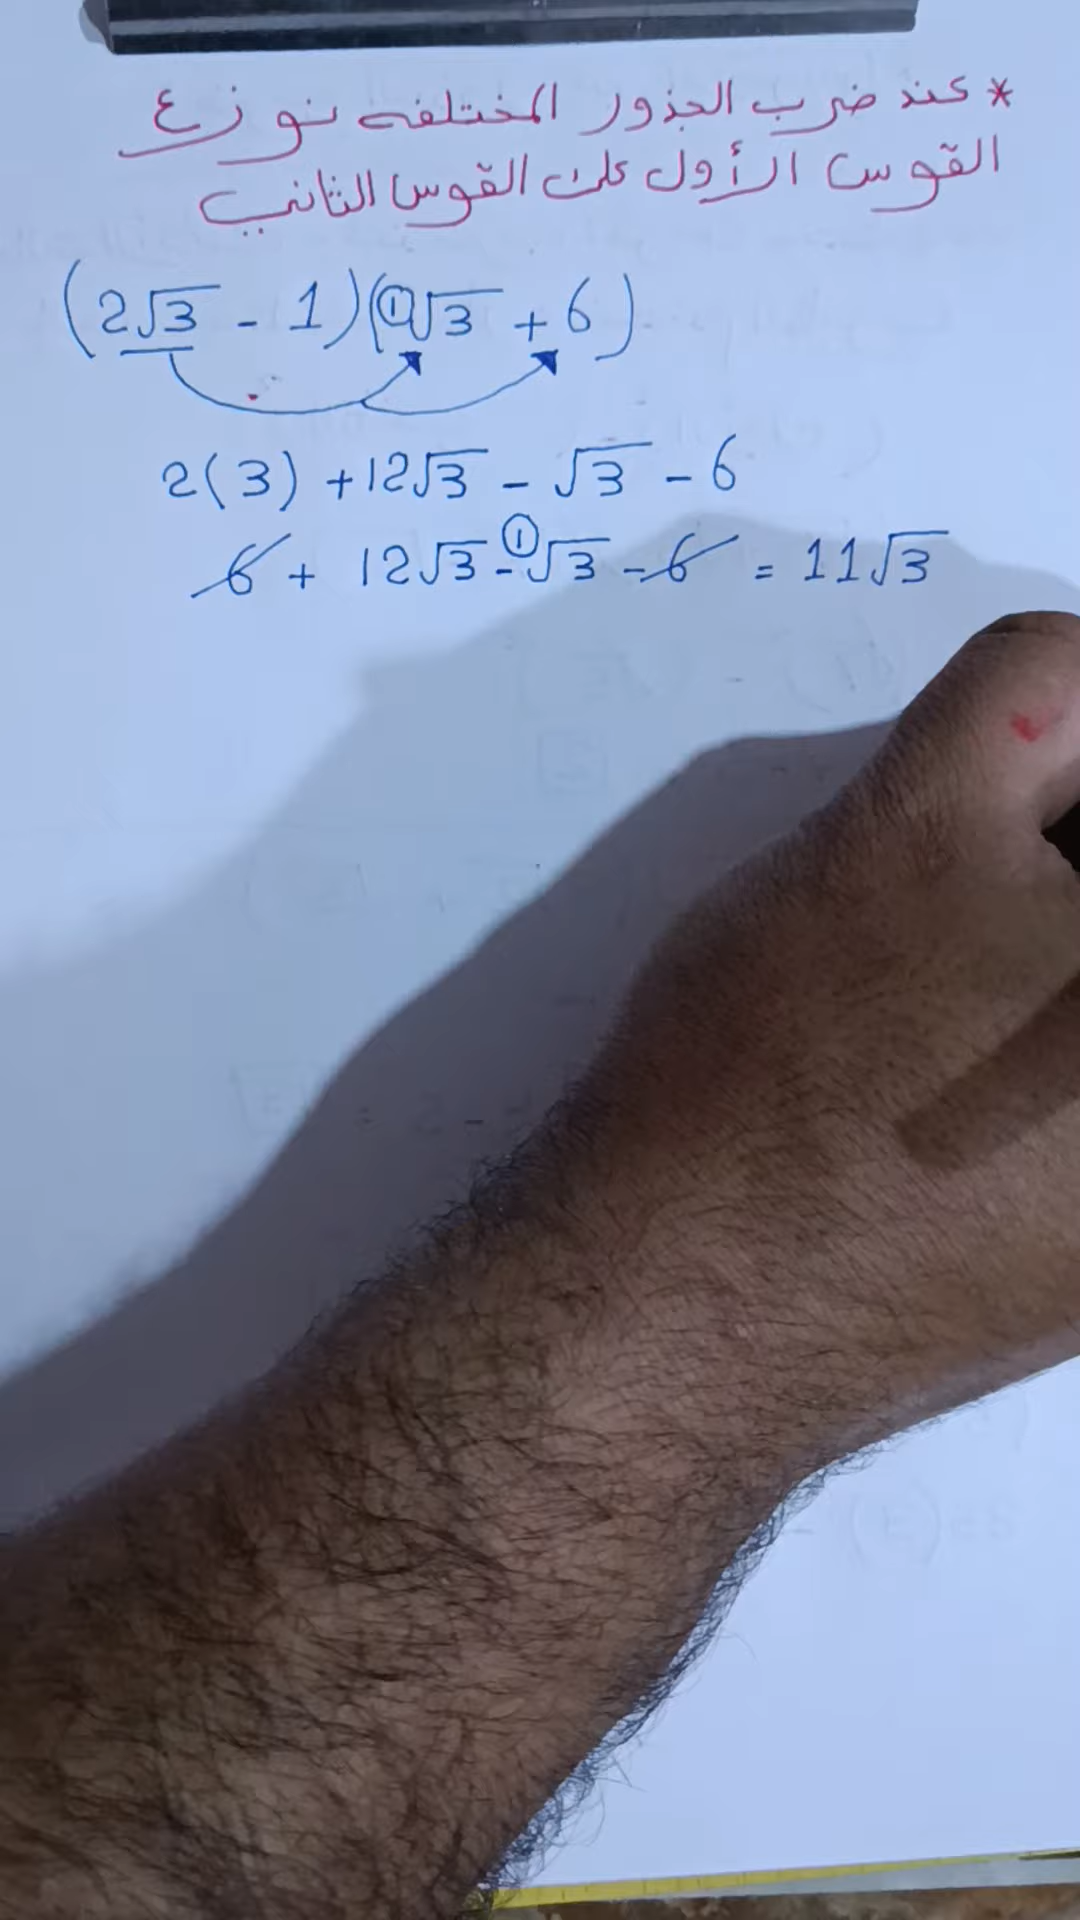 * عند ضرب الجذور المختلفه نوزع
القوس الأول على القوس الثاني
(2√3 - 1)(①√3 + 6)
2(3) + 12√3 - √3 - 6
6 + 12√3 - ①√3 - 6 = 11√3